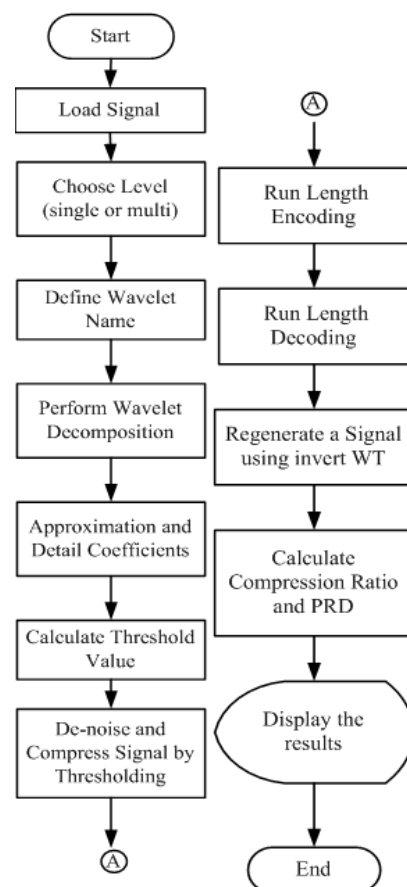 Start
Load Signal
Choose Level
(single or multi)
Define Wavelet
Name
Perform Wavelet
Decomposition
Approximation and
Detail Coefficients
Calculate Threshold
Value
De-noise and
Compress Signal by
Thresholding
A
A
Run Length
Encoding
Run Length
Decoding
Regenerate a Signal
using invert WT
Calculate
Compression Ratio
and PRD
Display the
results
End